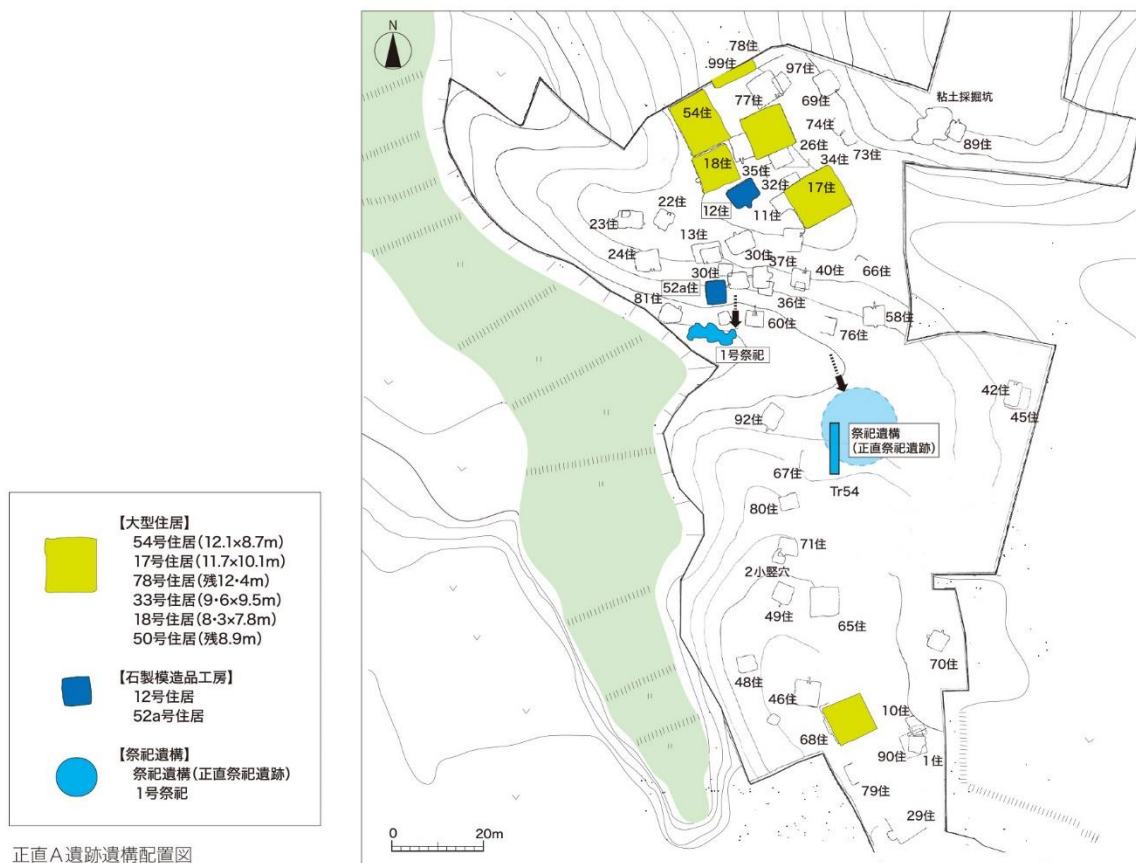 N
78住
99住
97住
77住
69住
粘土採掘坑
54住
74住
26住
73住
89住
34住
18住
35住
32住
17住
12住
11住
22住
23住
13住
30住
24住
37住
30住
40住
66住
52a住
36住
81住
60住
58住
76住
1号祭祀
42住
45住
92住
祭祀遺構
(正直祭祀遺跡)
67住
Tr54
80住
71住
2小竪穴
49住
65住
70住
48住
46住
10住
68住
90住
1住
79住
29住
0
20m
【大型住居】
54号住居(12.1×8.7m)
17号住居(11.7×10.1m)
78号住居(残12・4m)
33号住居(9・6×9.5m)
18号住居(8・3×7.8m)
50号住居(残8.9m)
【石製模造品工房】
12号住居
52a号住居
【祭祀遺構】
祭祀遺構(正直祭祀遺跡)
1号祭祀
正直A遺跡遺構配置図